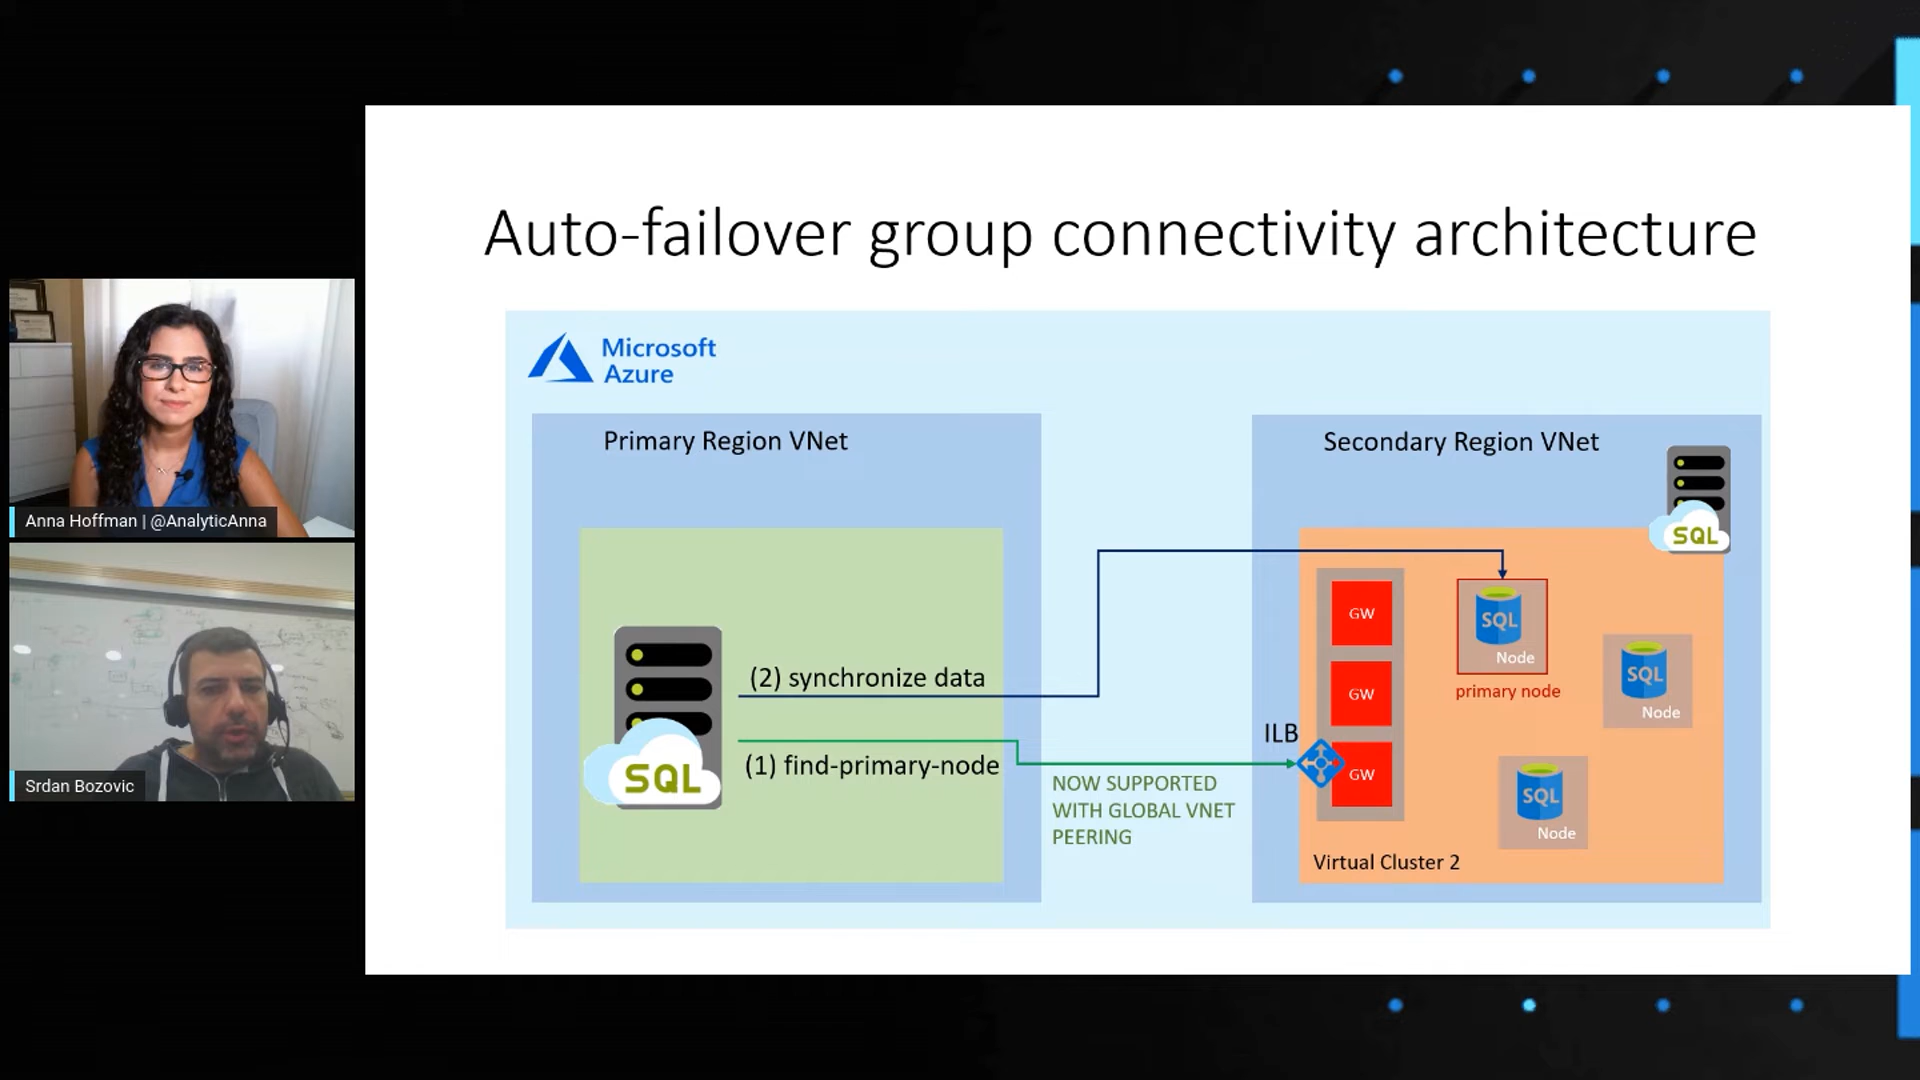 Auto-failover group connectivity architecture
Microsoft
Azure
Primary Region VNet
Secondary Region VNet
SQL
GW
SQL
Node
primary node
SQL
Node
(2) synchronize data
GW
ILB
SQL
(1) find-primary-node
GW
NOW SUPPORTED
WITH GLOBAL VNET
PEERING
SQL
Node
Virtual Cluster 2
Anna Hoffman | @AnalyticAnna
Srdan Bozovic